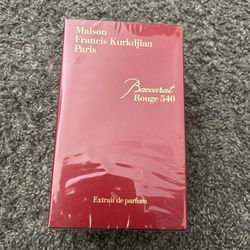 Maison
Francis Kurkdjian
Paris
Baccarat
Rouge 540
Extrait de parfum